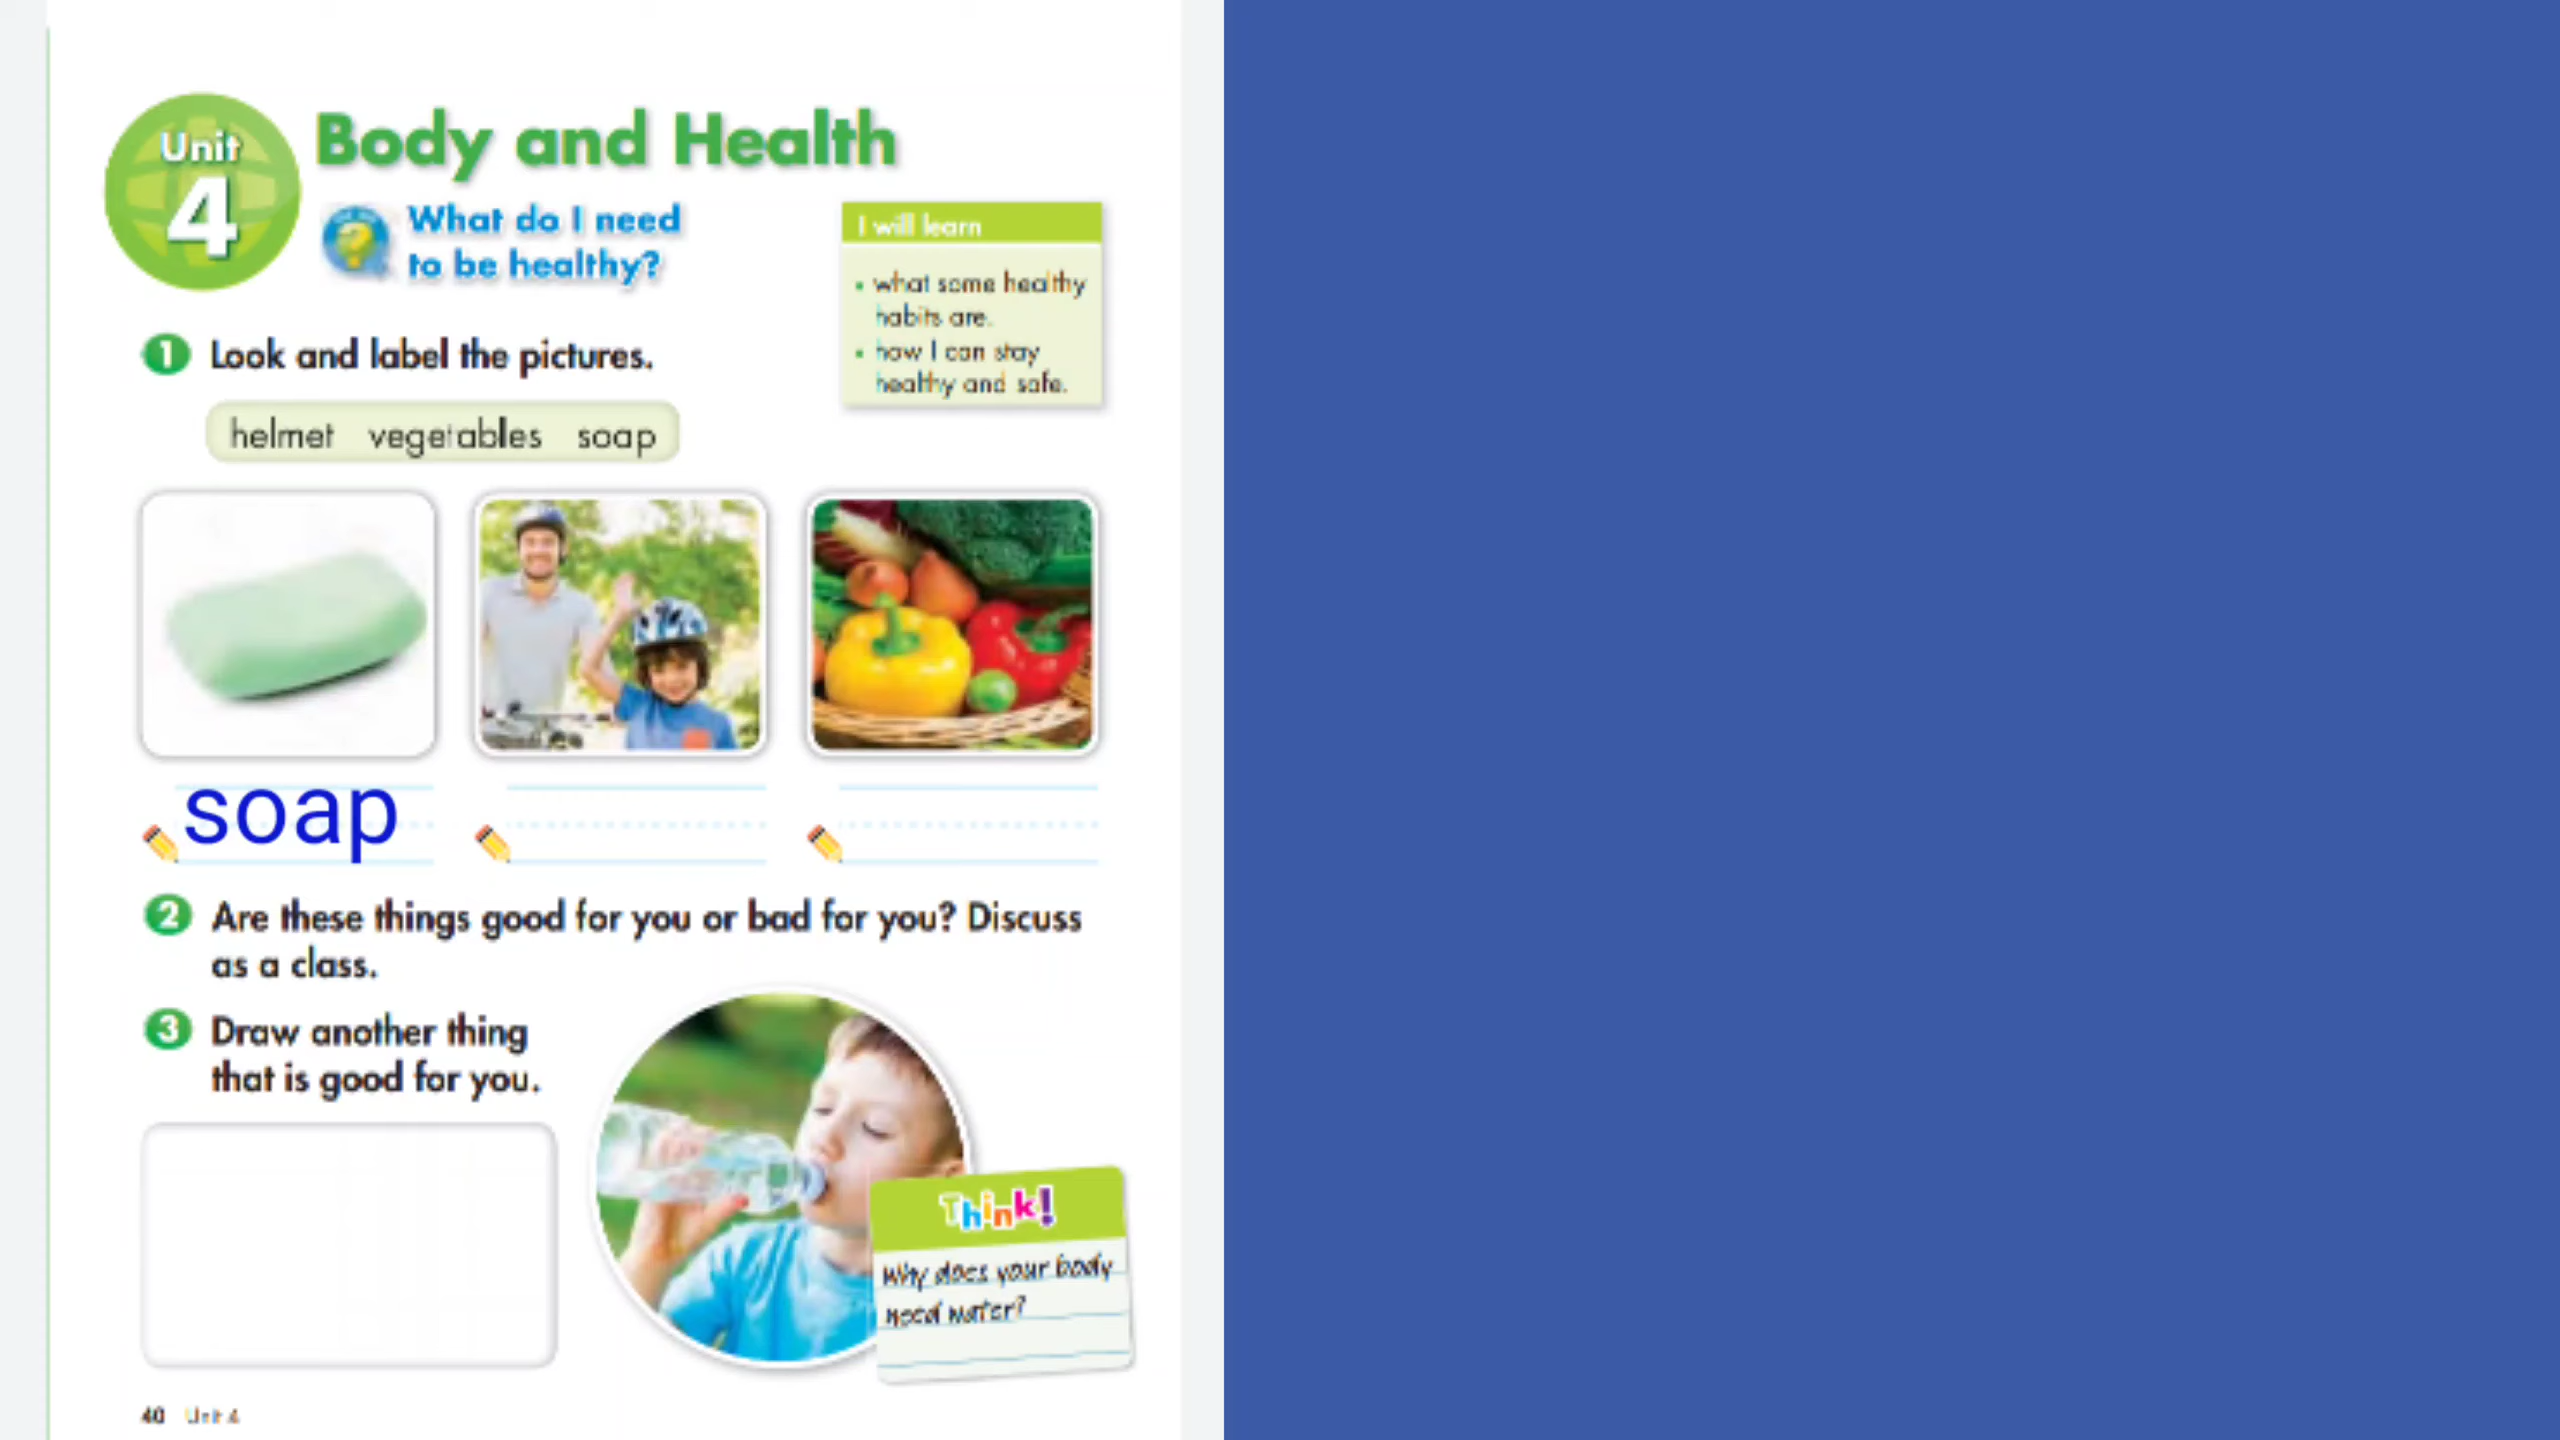 Unit
4
Body and Health
What do I need
to be healthy?
I will learn
• what some healthy
habits are.
• how I can stay
healthy and safe.
1 Look and label the pictures.
helmet vegetables soap
soap
2 Are these things good for you or bad for you? Discuss
as a class.
3 Draw another thing
that is good for you.
Think!
Why does your body
need water?
40 Unit 4